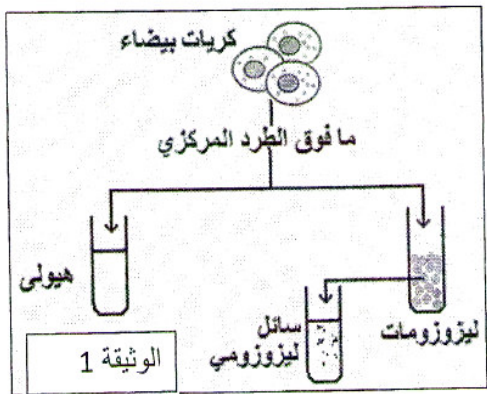 كريات بيضاء
ما فوق الطرد المركزي
هيولى
ليزوزومات
سائل
ليزوزومي
الوثيقة 1